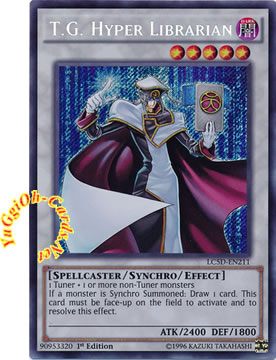 T.G. HYPER LIBRARIAN
闇
YuGgiOh-Cards.Net
LC5D-EN211
[SPELLCASTER/SYNCHRO/EFFECT]
1 Tuner + 1 or more non-Tuner monsters
If a monster is Synchro Summoned: Draw 1 card. This
card must be face-up on the field to activate and to
resolve this effect.
ATK/2400 DEF/1800
90953320 1st Edition ©1996 KAZUKI TAKAHASHI